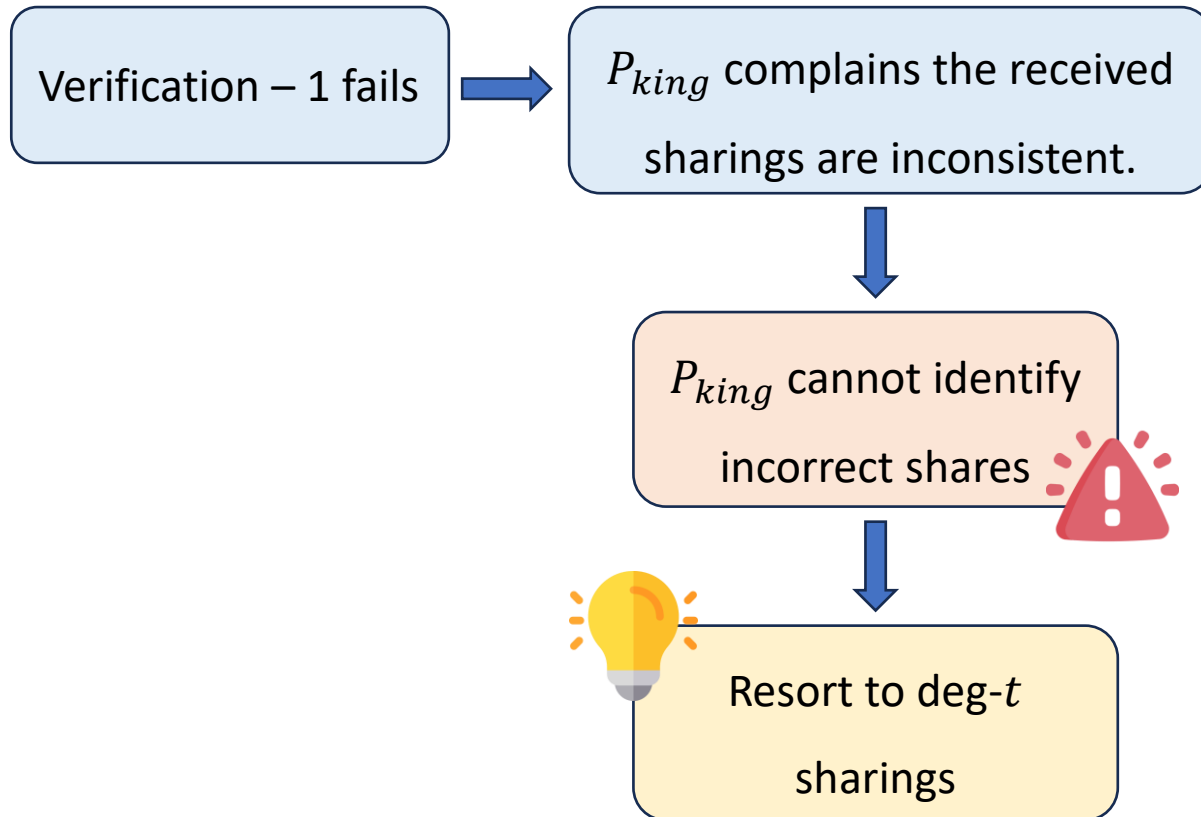 Verification – 1 fails
P_king complains the received
sharings are inconsistent.
P_king cannot identify
incorrect shares
Resort to deg-t
sharings